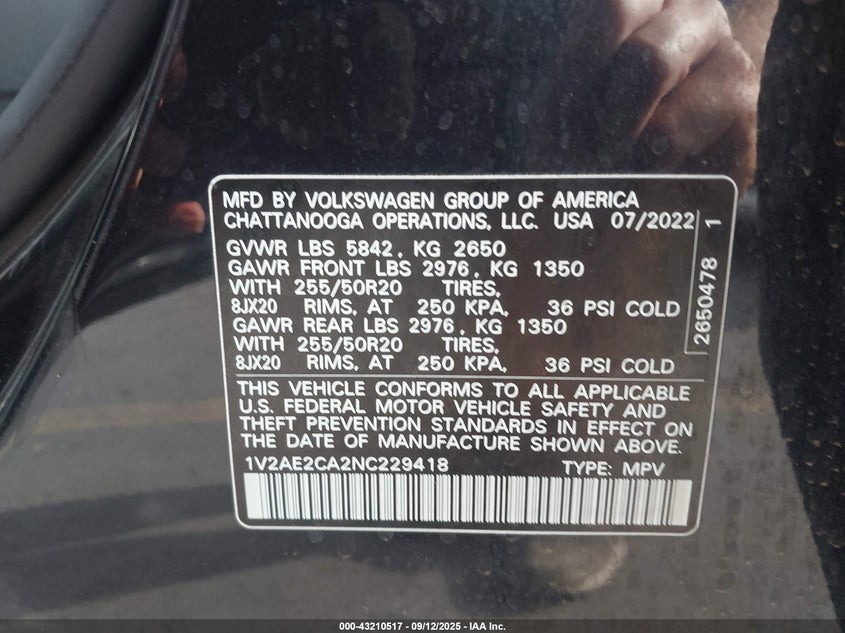 MFD BY VOLKSWAGEN GROUP OF AMERICA
CHATTANOOGA OPERATIONS, LLC. USA 07/2022
GVWR LBS 5842, KG 2650
GAWR FRONT LBS 2976, KG 1350
WITH 255/50R20 TIRES,
8JX20 RIMS, AT 250 KPA, 36 PSI COLD
GAWR REAR LBS 2976, KG 1350
WITH 255/50R20 TIRES,
8JX20 RIMS, AT 250 KPA, 36 PSI COLD
2650478 1
THIS VEHICLE CONFORMS TO ALL APPLICABLE
U.S. FEDERAL MOTOR VEHICLE SAFETY AND
THEFT PREVENTION STANDARDS IN EFFECT ON
THE DATE OF MANUFACTURE SHOWN ABOVE.
1V2AE2CA2NC229418 TYPE: MPV
000-43210517 - 09/12/2025 - IAA Inc.